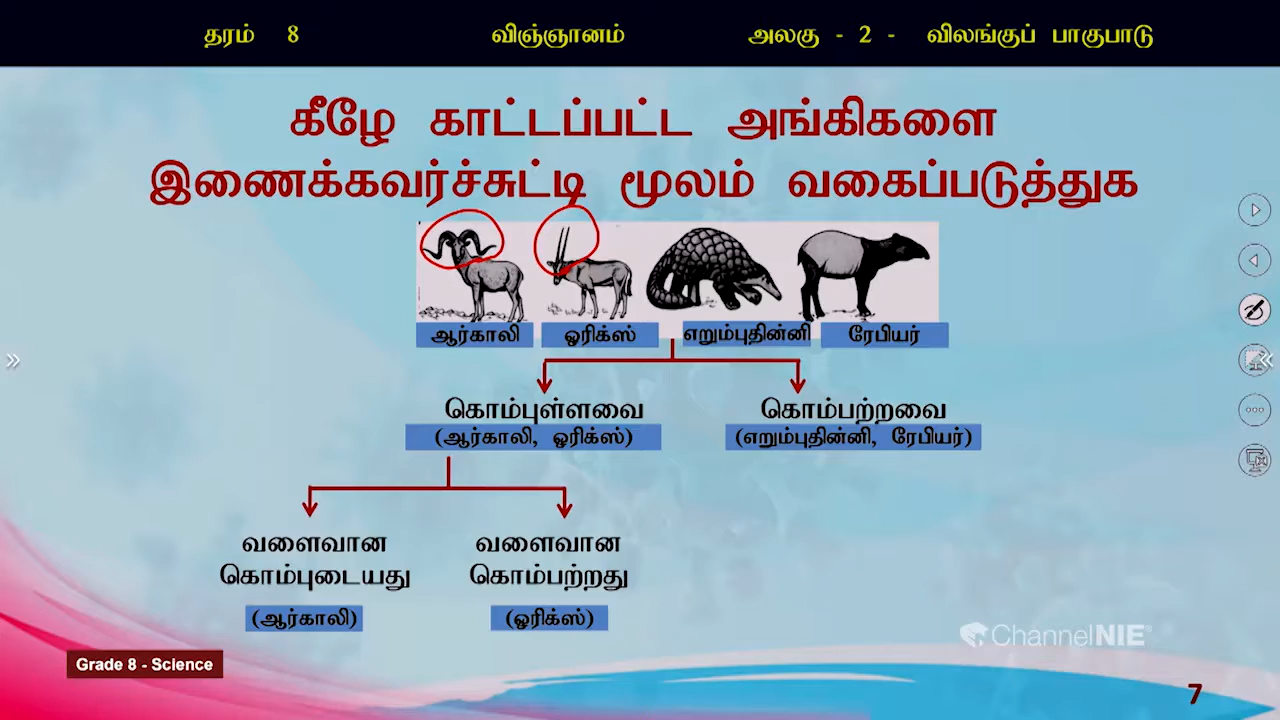 தரம் 8 விஞ்ஞானம் அலகு - 2 - விலங்குப் பாகுபாடு
கீழே காட்டப்பட்ட அங்கிகளை
இணைக்கவர்ச்சுட்டி மூலம் வகைப்படுத்துக
ஆர்காலி ஓரிக்ஸ் எறும்புதின்னி ரேபியர்
கொம்புள்ளவை கொம்பற்றவை
(ஆர்காலி, ஓரிக்ஸ்) (எறும்புதின்னி, ரேபியர்)
வளைவான வளைவான
கொம்புடையது கொம்பற்றது
(ஆர்காலி) (ஓரிக்ஸ்)
ChannelNIE
Grade 8 - Science
7